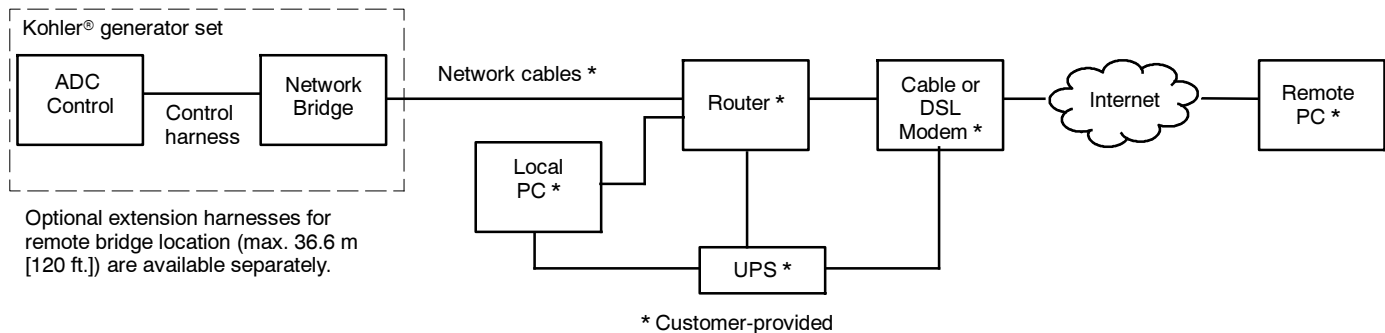 Kohler® generator set
ADC
Control
Control
harness
Network
Bridge
Network cables *
Router *
Cable or
DSL
Modem *
Internet
Remote
PC *
Local
PC *
UPS *
Optional extension harnesses for
remote bridge location (max. 36.6 m
[120 ft.]) are available separately.
* Customer-provided